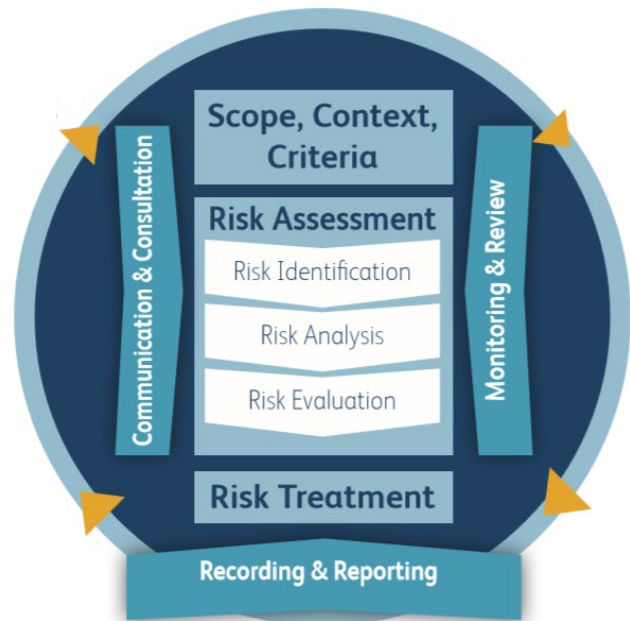 Scope, Context,
Criteria
Communication & Consultation
Risk Assessment
Risk Identification
Risk Analysis
Risk Evaluation
Monitoring & Review
Risk Treatment
Recording & Reporting